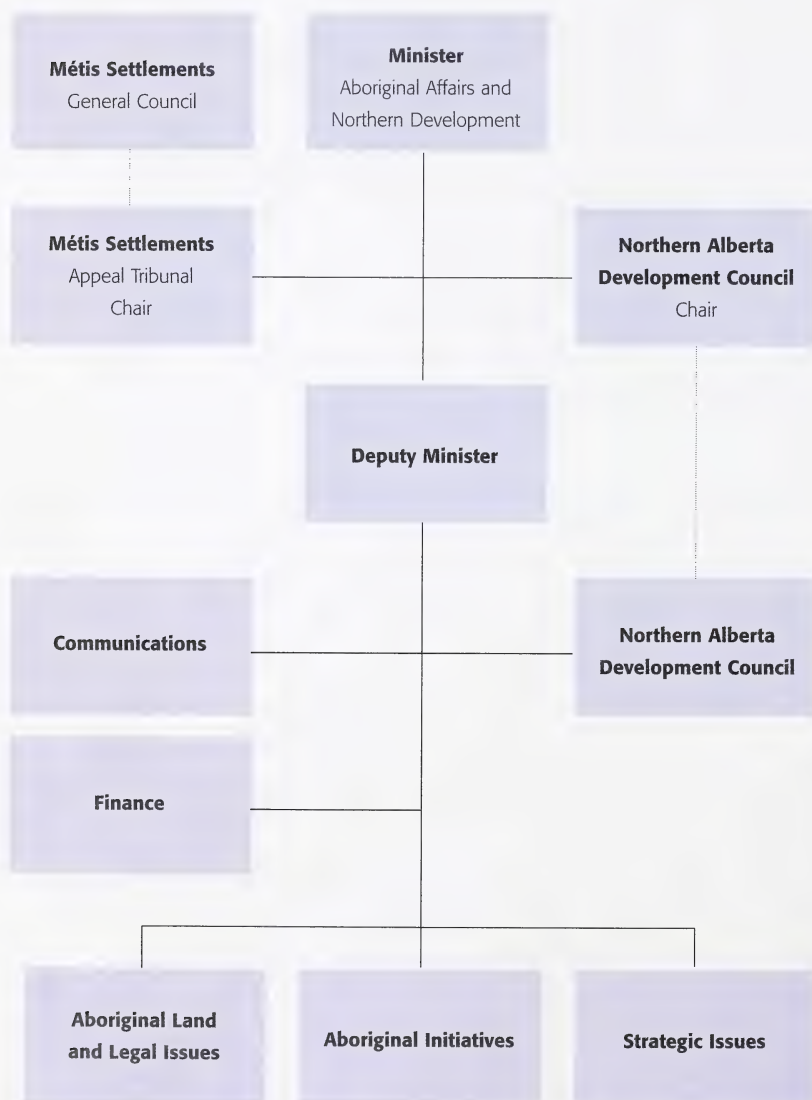 Métis Settlements
General Council
Minister
Aboriginal Affairs and
Northern Development
Métis Settlements
Appeal Tribunal
Chair
Northern Alberta
Development Council
Chair
Deputy Minister
Communications
Northern Alberta
Development Council
Finance
Aboriginal Land
and Legal Issues
Aboriginal Initiatives
Strategic Issues